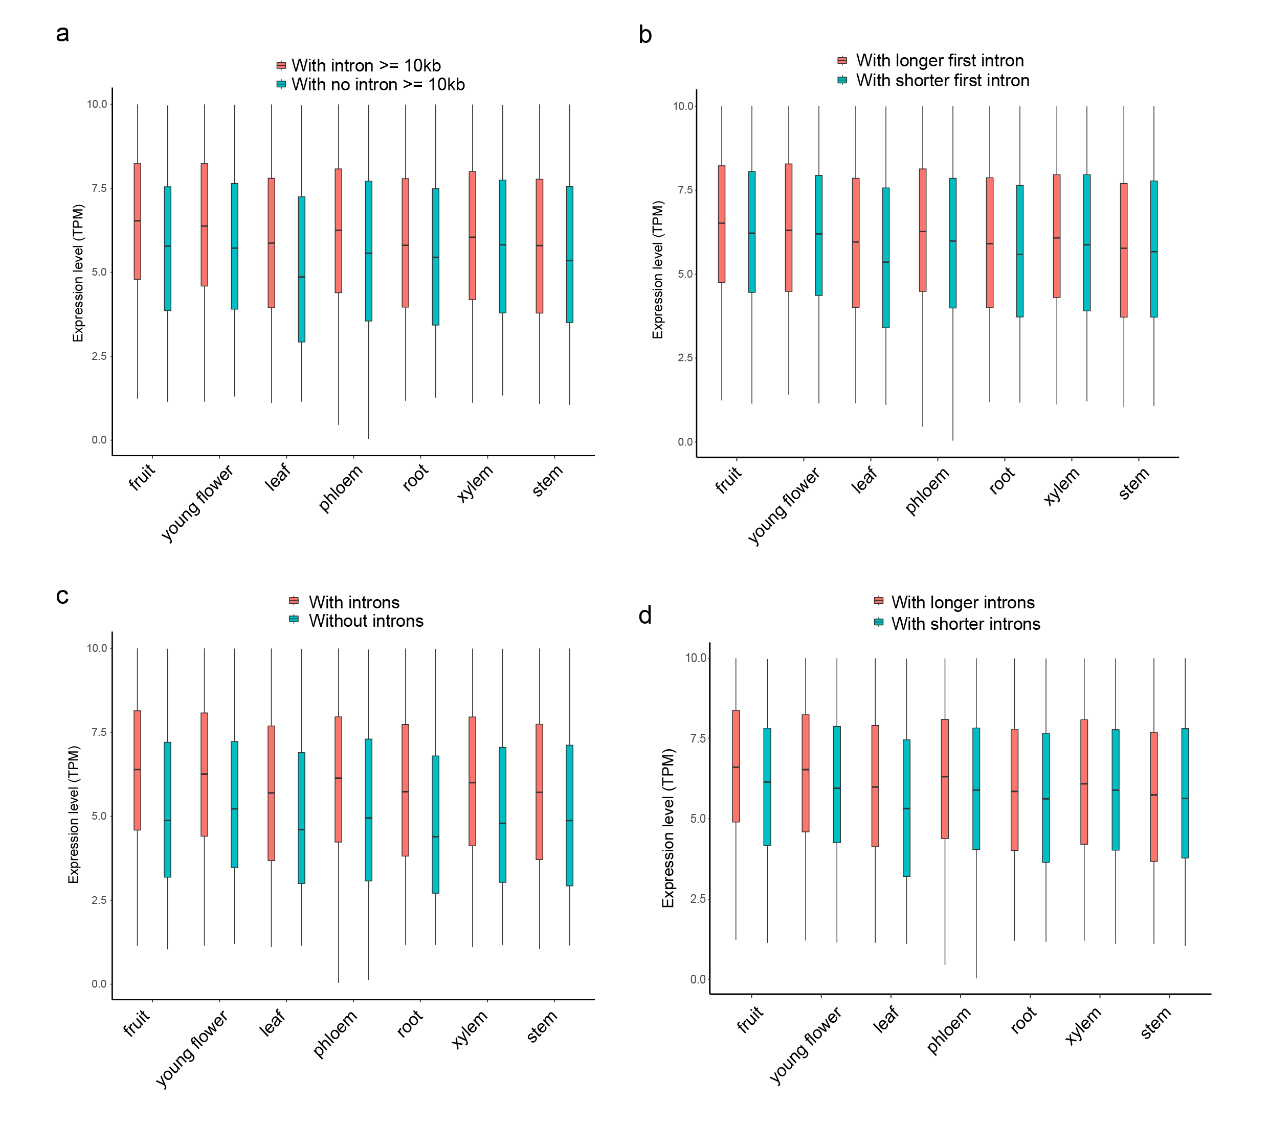 a
With intron >= 10kb
With no intron >= 10kb
Expression level (TPM)
10.0
7.5
5.0
2.5
0.0
fruit
young flower
leaf
phloem
root
xylem
stem
b
With longer first intron
With shorter first intron
Expression level (TPM)
10.0
7.5
5.0
2.5
0.0
fruit
young flower
leaf
phloem
root
xylem
stem
c
With introns
Without introns
Expression level (TPM)
10.0
7.5
5.0
2.5
0.0
fruit
young flower
leaf
phloem
root
xylem
stem
d
With longer introns
With shorter introns
Expression level (TPM)
10.0
7.5
5.0
2.5
0.0
fruit
young flower
leaf
phloem
root
xylem
stem